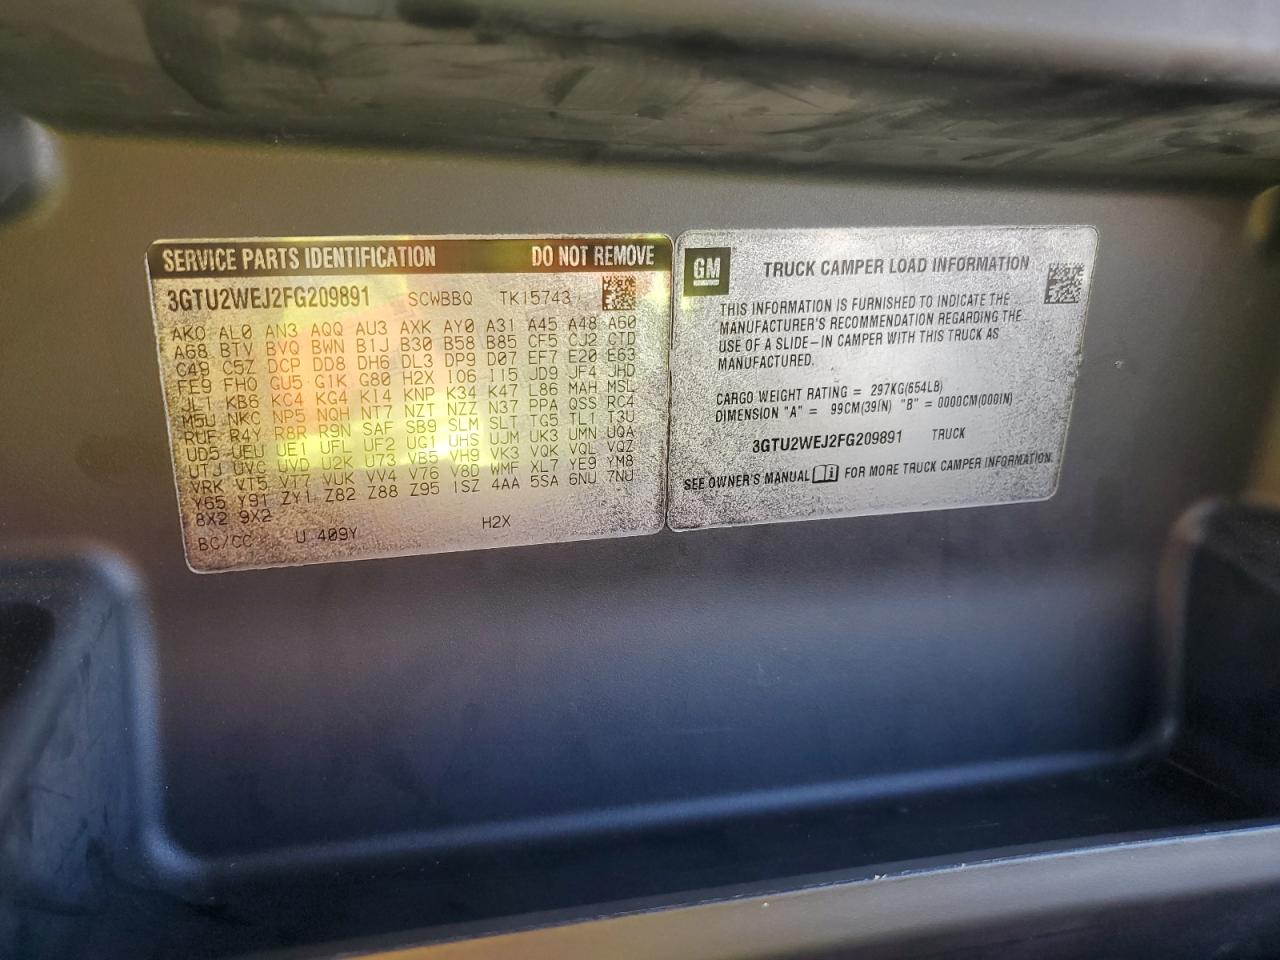 SERVICE PARTS IDENTIFICATION DO NOT REMOVE
3GTU2WEJ2FG209891 SCWBBQ TK15743
AKO AL0 AN3 AQQ AU3 AXK AY0 A31 A45 A48 A60
A68 BTV BVQ BWN B1J B30 B58 B85 CF5 CJ2 CTD
C49 C5Z DCP DD8 DH6 DL3 DP9 D07 EF7 E20 E63
FE9 FHO GU5 G1K G80 H2X I06 I15 JD9 JF4 JHD
JL1 KB6 KC4 KG4 K14 KNP K34 K47 L86 MAH MSL
M5U NKC NP5 NQH NT7 NZT NZZ N37 PPA QSS RC4
RUF R4Y R8R R9N SAF SB9 SLM SLT TG5 TL1 T3U
UD5 UEU UE1 UFL UF2 UG1 UHS UJM UK3 UMN UQA
UTJ UVC UVD U2K U73 VB5 VH9 VK3 VQK VQL VQZ
VRK VT5 VT7 VUK VV4 V76 V8D WMF XL7 YE9 YM8
Y65 Y91 ZY1 Z82 Z88 Z95 1SZ 4AA 5SA 6NU 7NU
8X2 9X2
BC/CC U 409Y H2X
GM TRUCK CAMPER LOAD INFORMATION
THIS INFORMATION IS FURNISHED TO INDICATE THE
MANUFACTURER'S RECOMMENDATION REGARDING THE
USE OF A SLIDE-IN CAMPER WITH THIS TRUCK AS
MANUFACTURED.
CARGO WEIGHT RATING = 297KG(654LB)
DIMENSION "A" = 99CM(39IN) "B" = 0000CM(000IN)
3GTU2WEJ2FG209891 TRUCK
SEE OWNER'S MANUAL FOR MORE TRUCK CAMPER INFORMATION.